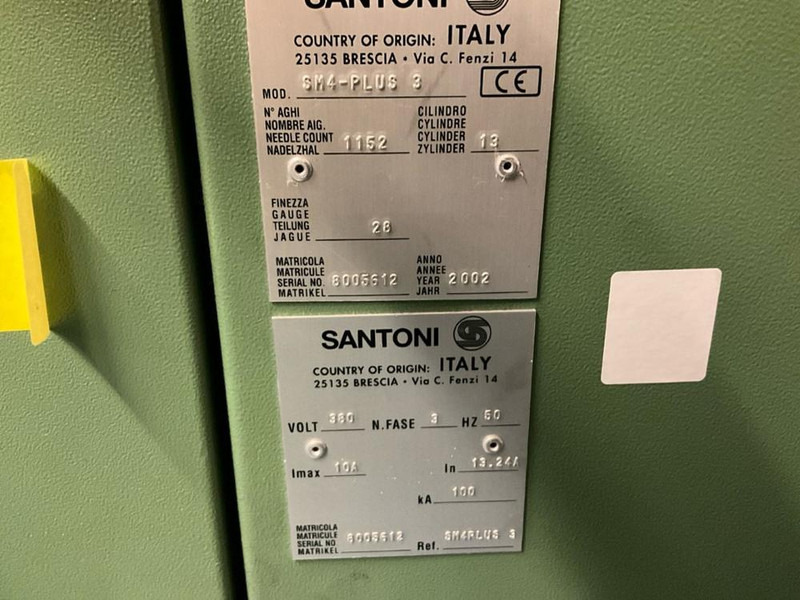 SANTONI
COUNTRY OF ORIGIN: ITALY
25135 BRESCIA • Via C. Fenzi 14
MOD. SM4-PLUS 3 CE
N° AGHI CILINDRO
NOMBRE AIG. CYLINDRE
NEEDLE COUNT CYLINDER
NADELZHAL 1152 ZYLINDER 13
FINEZZA
GAUGE
TEILUNG
JAGUE 28
MATRICOLA ANNO
MATRICULE ANNEE
SERIAL NO. 8005612 YEAR 2002
MATRIKEL JAHR
SANTONI
COUNTRY OF ORIGIN: ITALY
25135 BRESCIA • Via C. Fenzi 14
VOLT 380 N.FASE 3 HZ
Imax 10A In 13.24A
kA 100
MATRICOLA
MATRICULE
SERIAL NO 8005612
MATRIKEL Ref. SM4PLUS 3